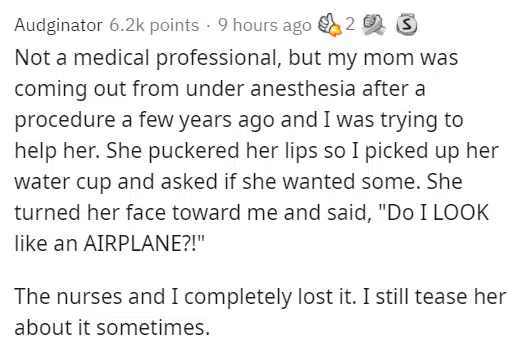 Audginator 6.2k points · 9 hours ago 2 S
Not a medical professional, but my mom was
coming out from under anesthesia after a
procedure a few years ago and I was trying to
help her. She puckered her lips so I picked up her
water cup and asked if she wanted some. She
turned her face toward me and said, "Do I LOOK
like an AIRPLANE?!"
The nurses and I completely lost it. I still tease her
about it sometimes.